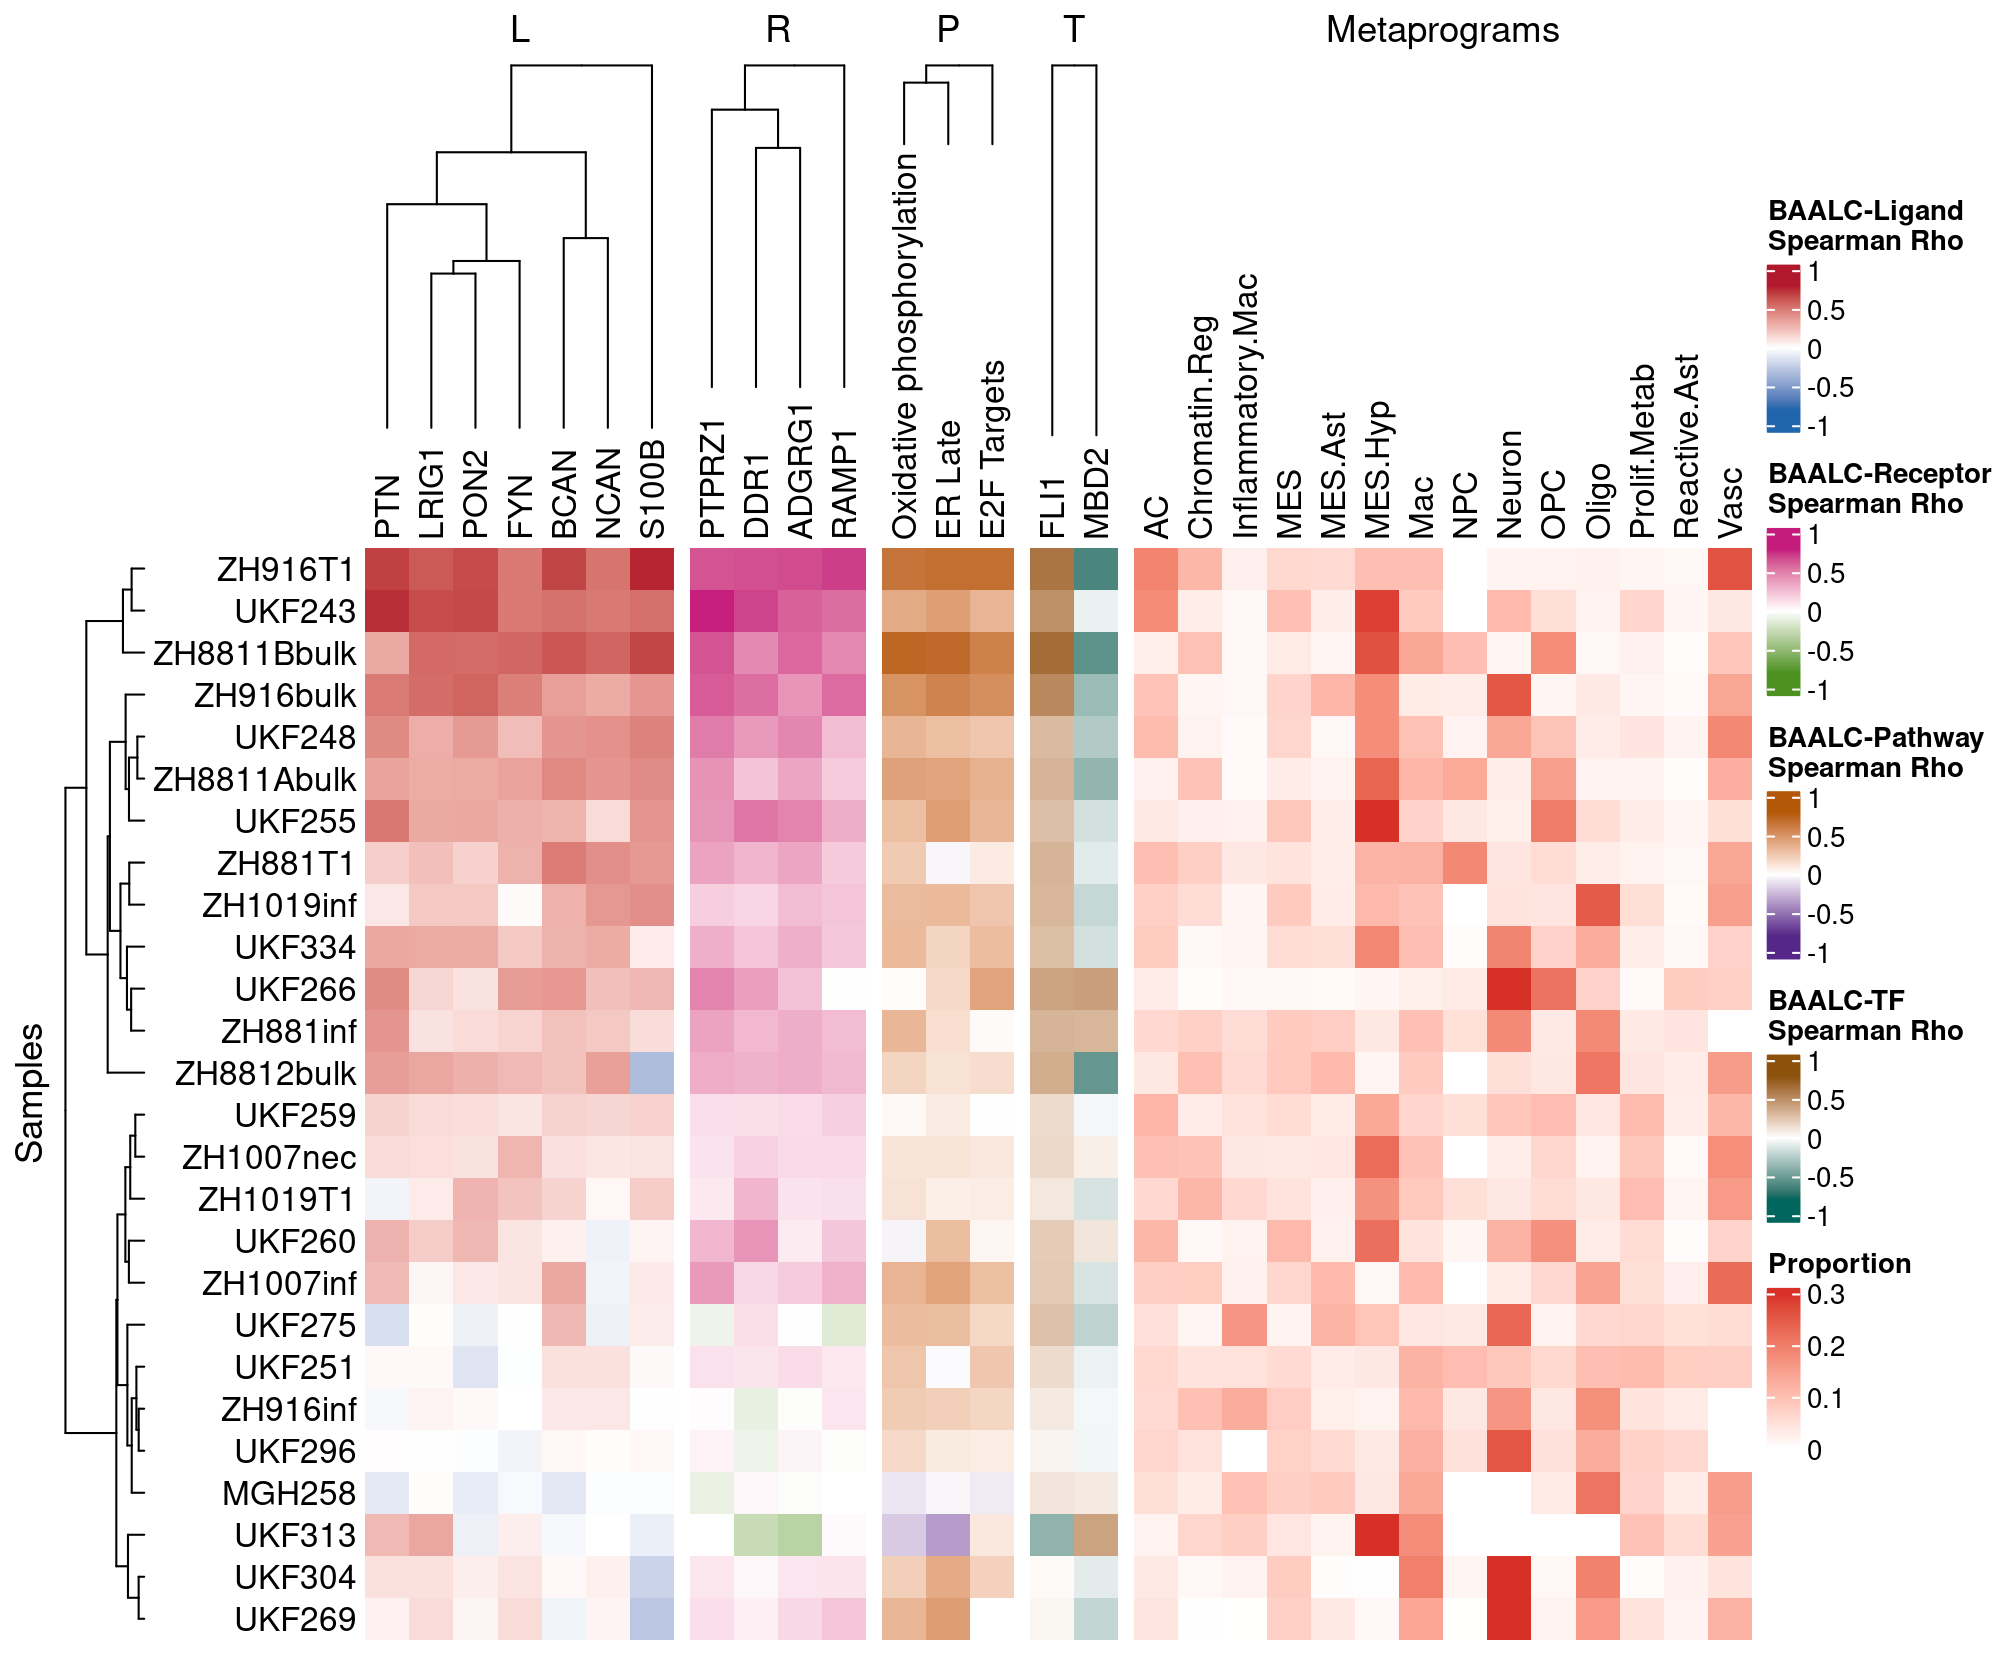 L R P T Metaprograms
PTN LRIG1 PON2 FYN BCAN NCAN S100B
PTPRZ1 DDR1 ADGRG1 RAMP1
Oxidative phosphorylation ER Late E2F Targets
FLI1 MBD2
AC Chromatin.Reg Inflammatory.Mac MES MES.Ast MES.Hyp Mac NPC Neuron OPC Oligo Prolif.Metab Reactive.Ast Vasc
Samples
ZH916T1
UKF243
ZH8811Bbulk
ZH916bulk
UKF248
ZH8811Abulk
UKF255
ZH881T1
ZH1019inf
UKF334
UKF266
ZH881inf
ZH8812bulk
UKF259
ZH1007nec
ZH1019T1
UKF260
ZH1007inf
UKF275
UKF251
ZH916inf
UKF296
MGH258
UKF313
UKF304
UKF269
BAALC-Ligand
Spearman Rho
1
0.5
0
-0.5
-1
BAALC-Receptor
Spearman Rho
1
0.5
0
-0.5
-1
BAALC-Pathway
Spearman Rho
1
0.5
0
-0.5
-1
BAALC-TF
Spearman Rho
1
0.5
0
-0.5
-1
Proportion
0.3
0.2
0.1
0